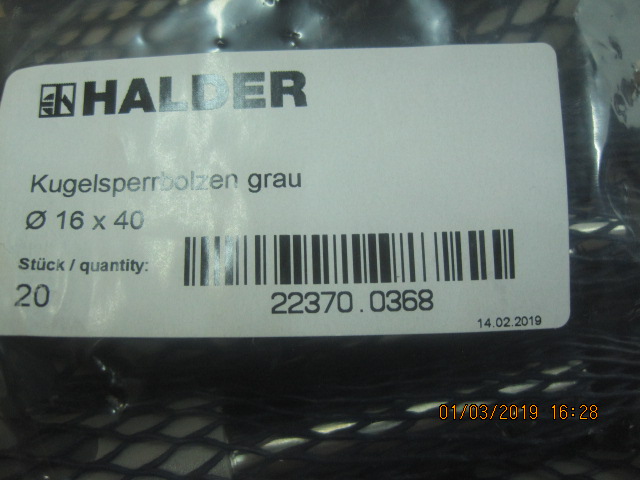 HALDER
Kugelsperrbolzen grau
Ø 16 x 40
Stück / quantity:
20
22370.0368
14.02.2019
01/03/2019 16:28